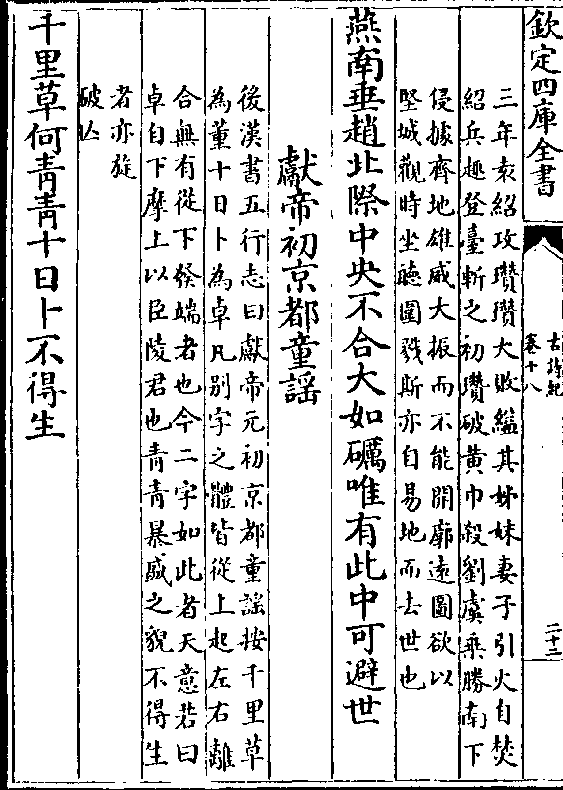 欽定四庫全書
古詩紀
卷十八
二十二
三年袁紹攻瓚瓚大敗縊其姊妹妻子引火自焚
紹兵趣登臺斬之初瓚破黄巾殺劉虞乘勝南下
侵據齊地雄威大振而不能開廓遠圖欲以
堅城觀時坐聽圍戮斯亦自易地而去世也
燕南垂趙北際中央不合大如礪唯有此中可避世
獻帝初京都童謡
後漢書五行志曰獻帝元初京都童謡按千里草
為董十日卜為卓凡别字之體皆從上起左右離
合無有從下發端者也今二字如此者天意若曰
卓自下摩上以臣陵君也青青暴盛之貌不得生
者亦旋
破亡
千里草何青青十日卜不得生